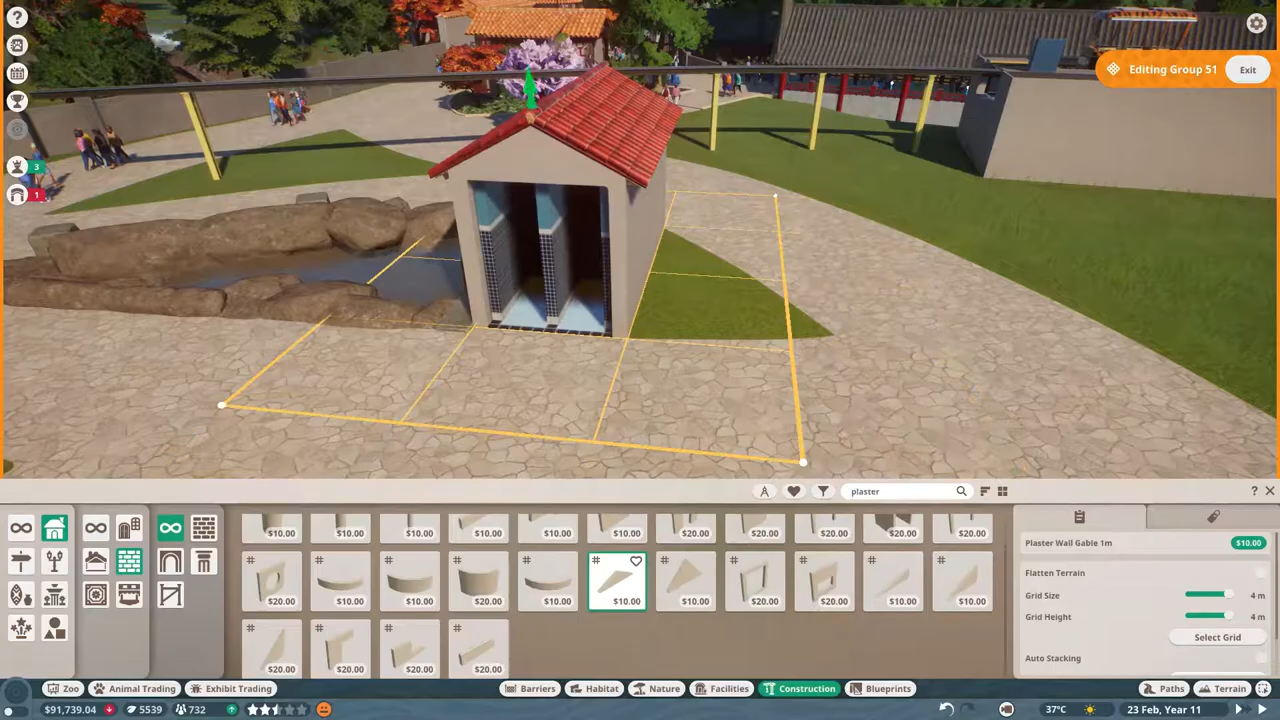 Editing Group 51
Exit
3
1
plaster
?
$10.00 $10.00 $10.00 $10.00 $10.00 $10.00 $20.00 $20.00 $20.00 $20.00 $10.00
$20.00 $10.00 $10.00 $20.00 $10.00 $10.00 $10.00 $20.00 $20.00 $10.00 $10.00
$20.00 $20.00 $20.00 $20.00
Plaster Wall Gable 1m $10.00
Flatten Terrain
Grid Size 4 m
Grid Height 4 m
Select Grid
Auto Stacking
Zoo Animal Trading Exhibit Trading Barriers Habitat Nature Facilities Construction Blueprints Paths Terrain
$91,739.04 5539 732 37°C 23 Feb, Year 11